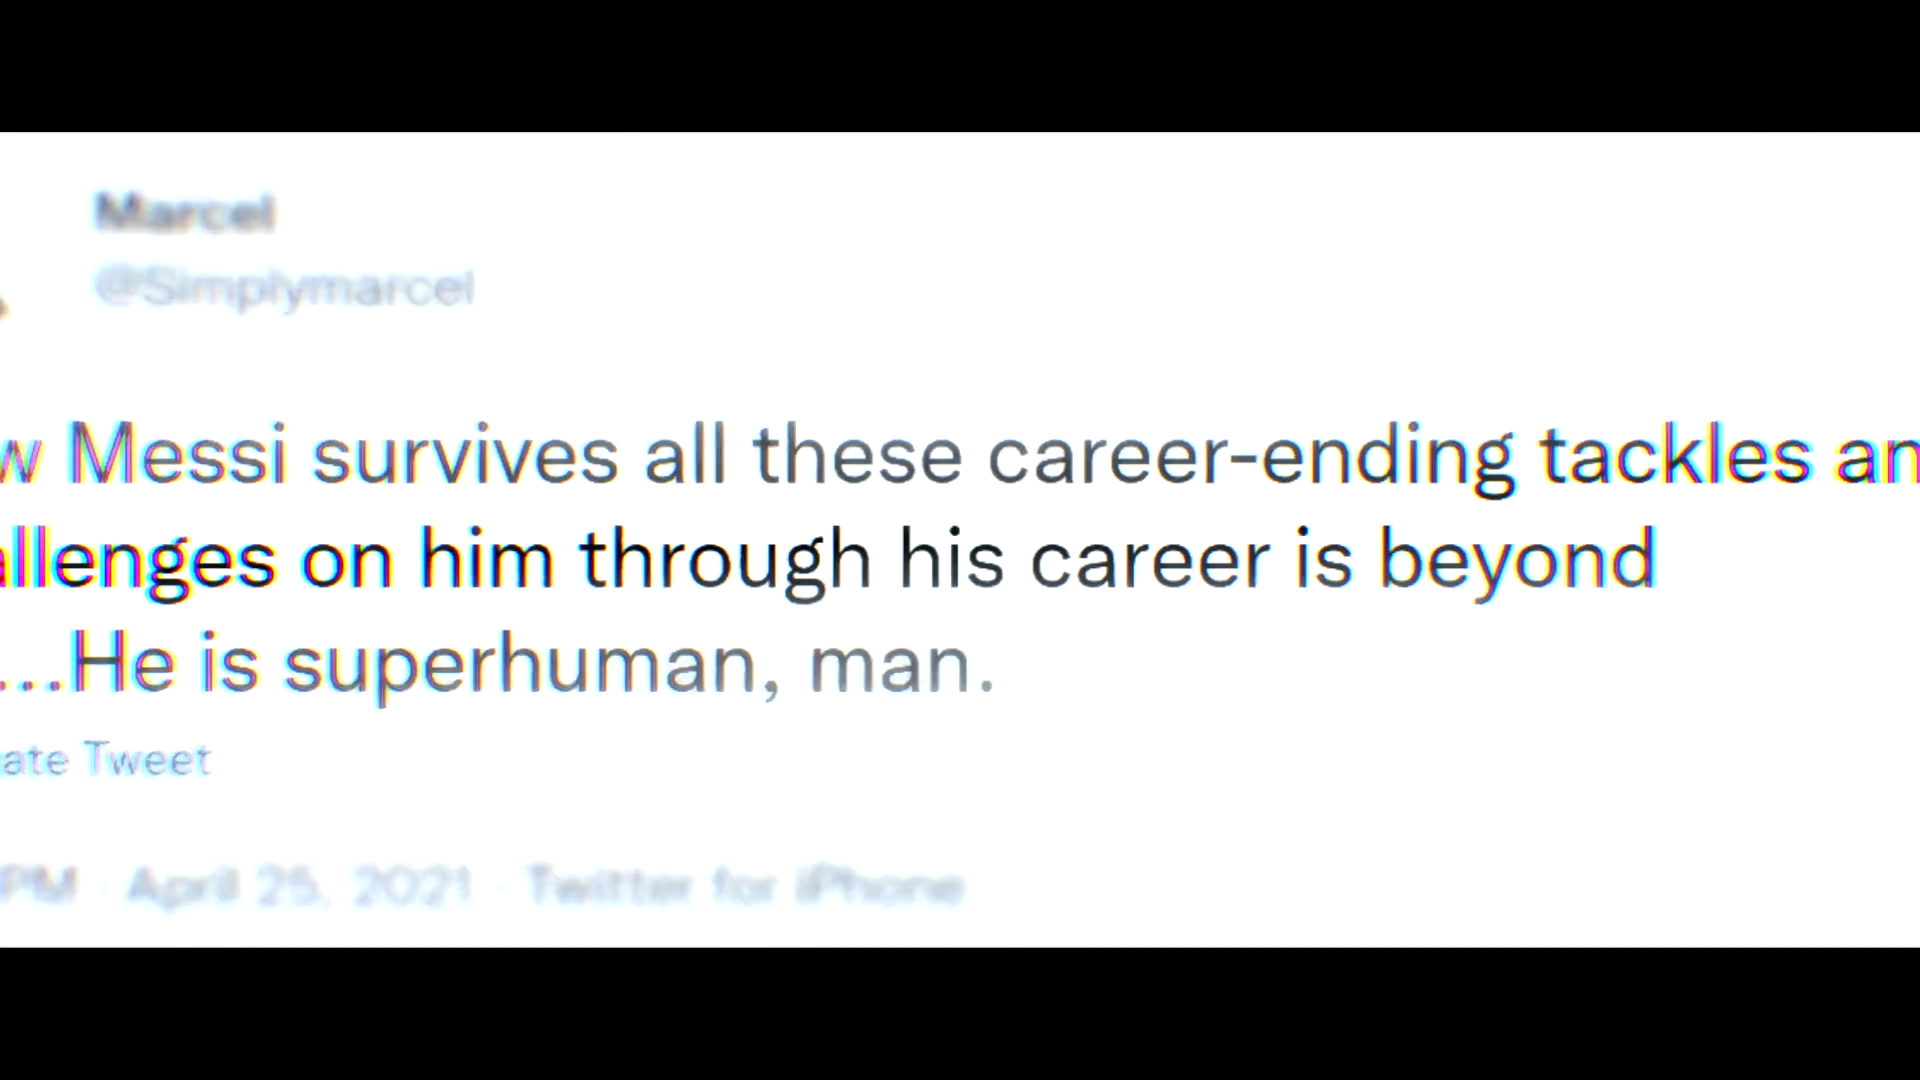 Marcel
@Simplymarcel
w Messi survives all these career-ending tackles an
allenges on him through his career is beyond
...He is superhuman, man.
ate Tweet
PM · April 25, 2021 · Twitter for iPhone